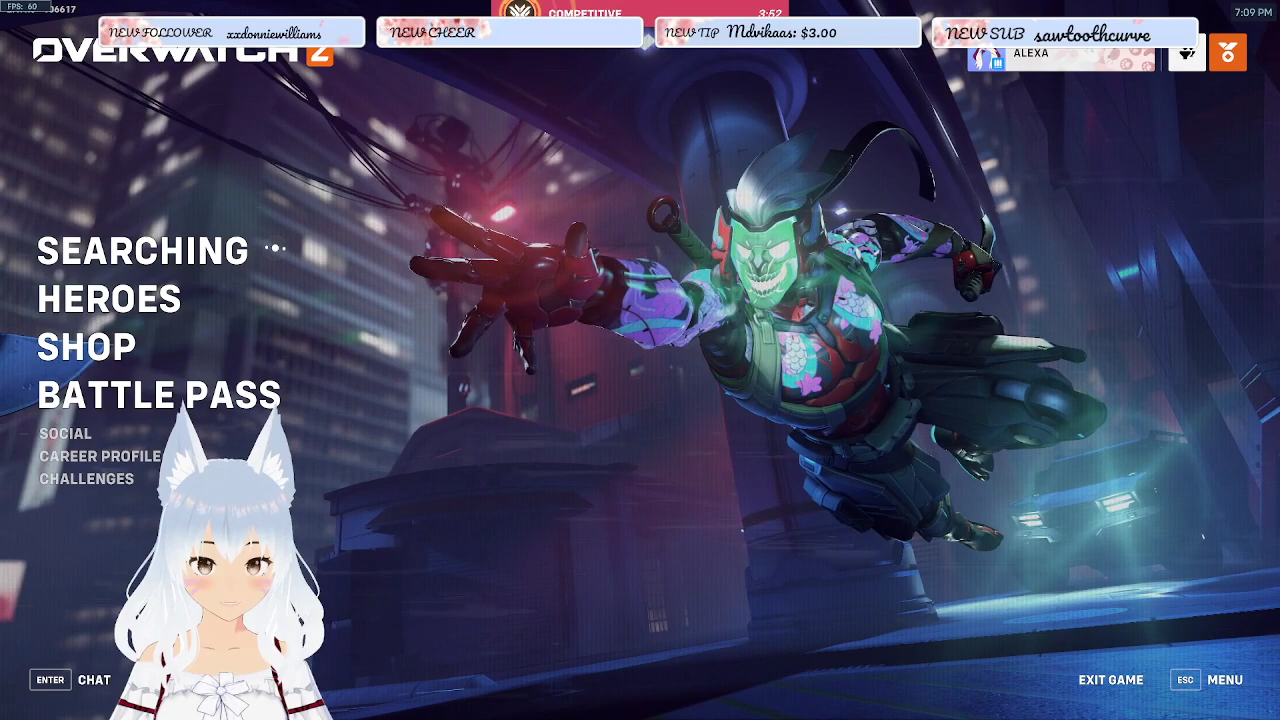 FPS: 60
06617
COMPETITIVE
3:52
7:09 PM
NEW FOLLOWER xxdonniewilliams
NEW CHEER
NEW TIP Mdvikaas: $3.00
NEW SUB sawtoothcurve
OVERWATCH 2
ALEXA
SEARCHING
HEROES
SHOP
BATTLE PASS
SOCIAL
CAREER PROFILE
CHALLENGES
ENTER CHAT
EXIT GAME
ESC MENU